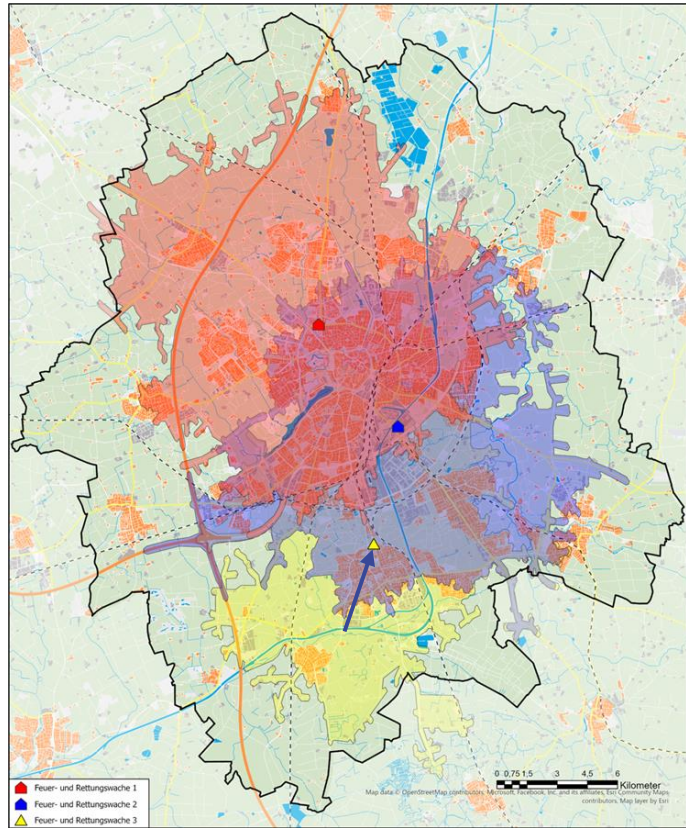 0 0,75 1,5 3 4,5 6
Kilometer
Map data © OpenStreetMap contributors, Microsoft, Facebook, Inc. and its affiliates, Esri Community Maps
contributors, Map layer by Esri
Feuer- und Rettungswache 1
Feuer- und Rettungswache 2
Feuer- und Rettungswache 3